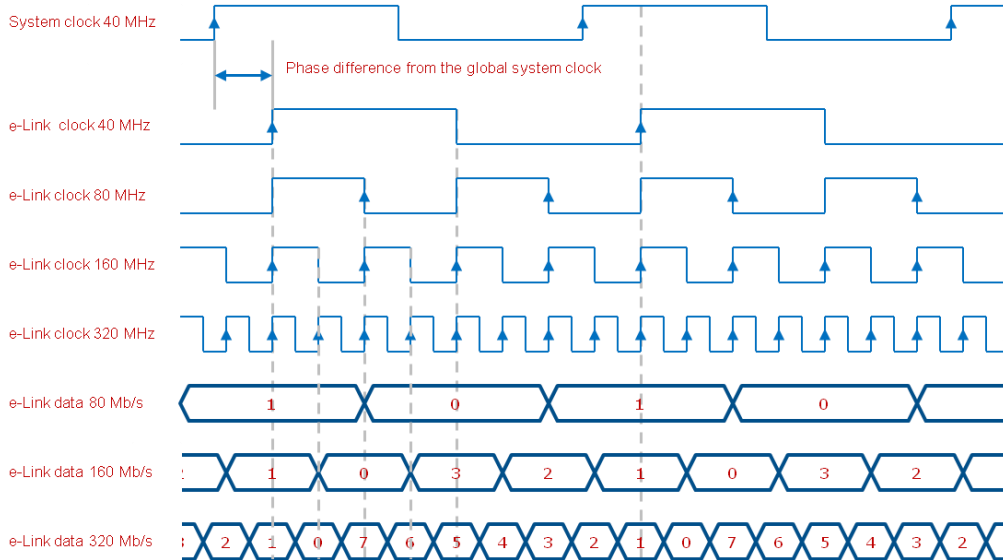 System clock 40 MHz
Phase difference from the global system clock
e-Link clock 40 MHz
e-Link clock 80 MHz
e-Link clock 160 MHz
e-Link clock 320 MHz
e-Link data 80 Mb/s 1 0 1 0
e-Link data 160 Mb/s 1 0 3 2 1 0 3 2
e-Link data 320 Mb/s 2 1 0 7 6 5 4 3 2 1 0 7 6 5 4 3 2